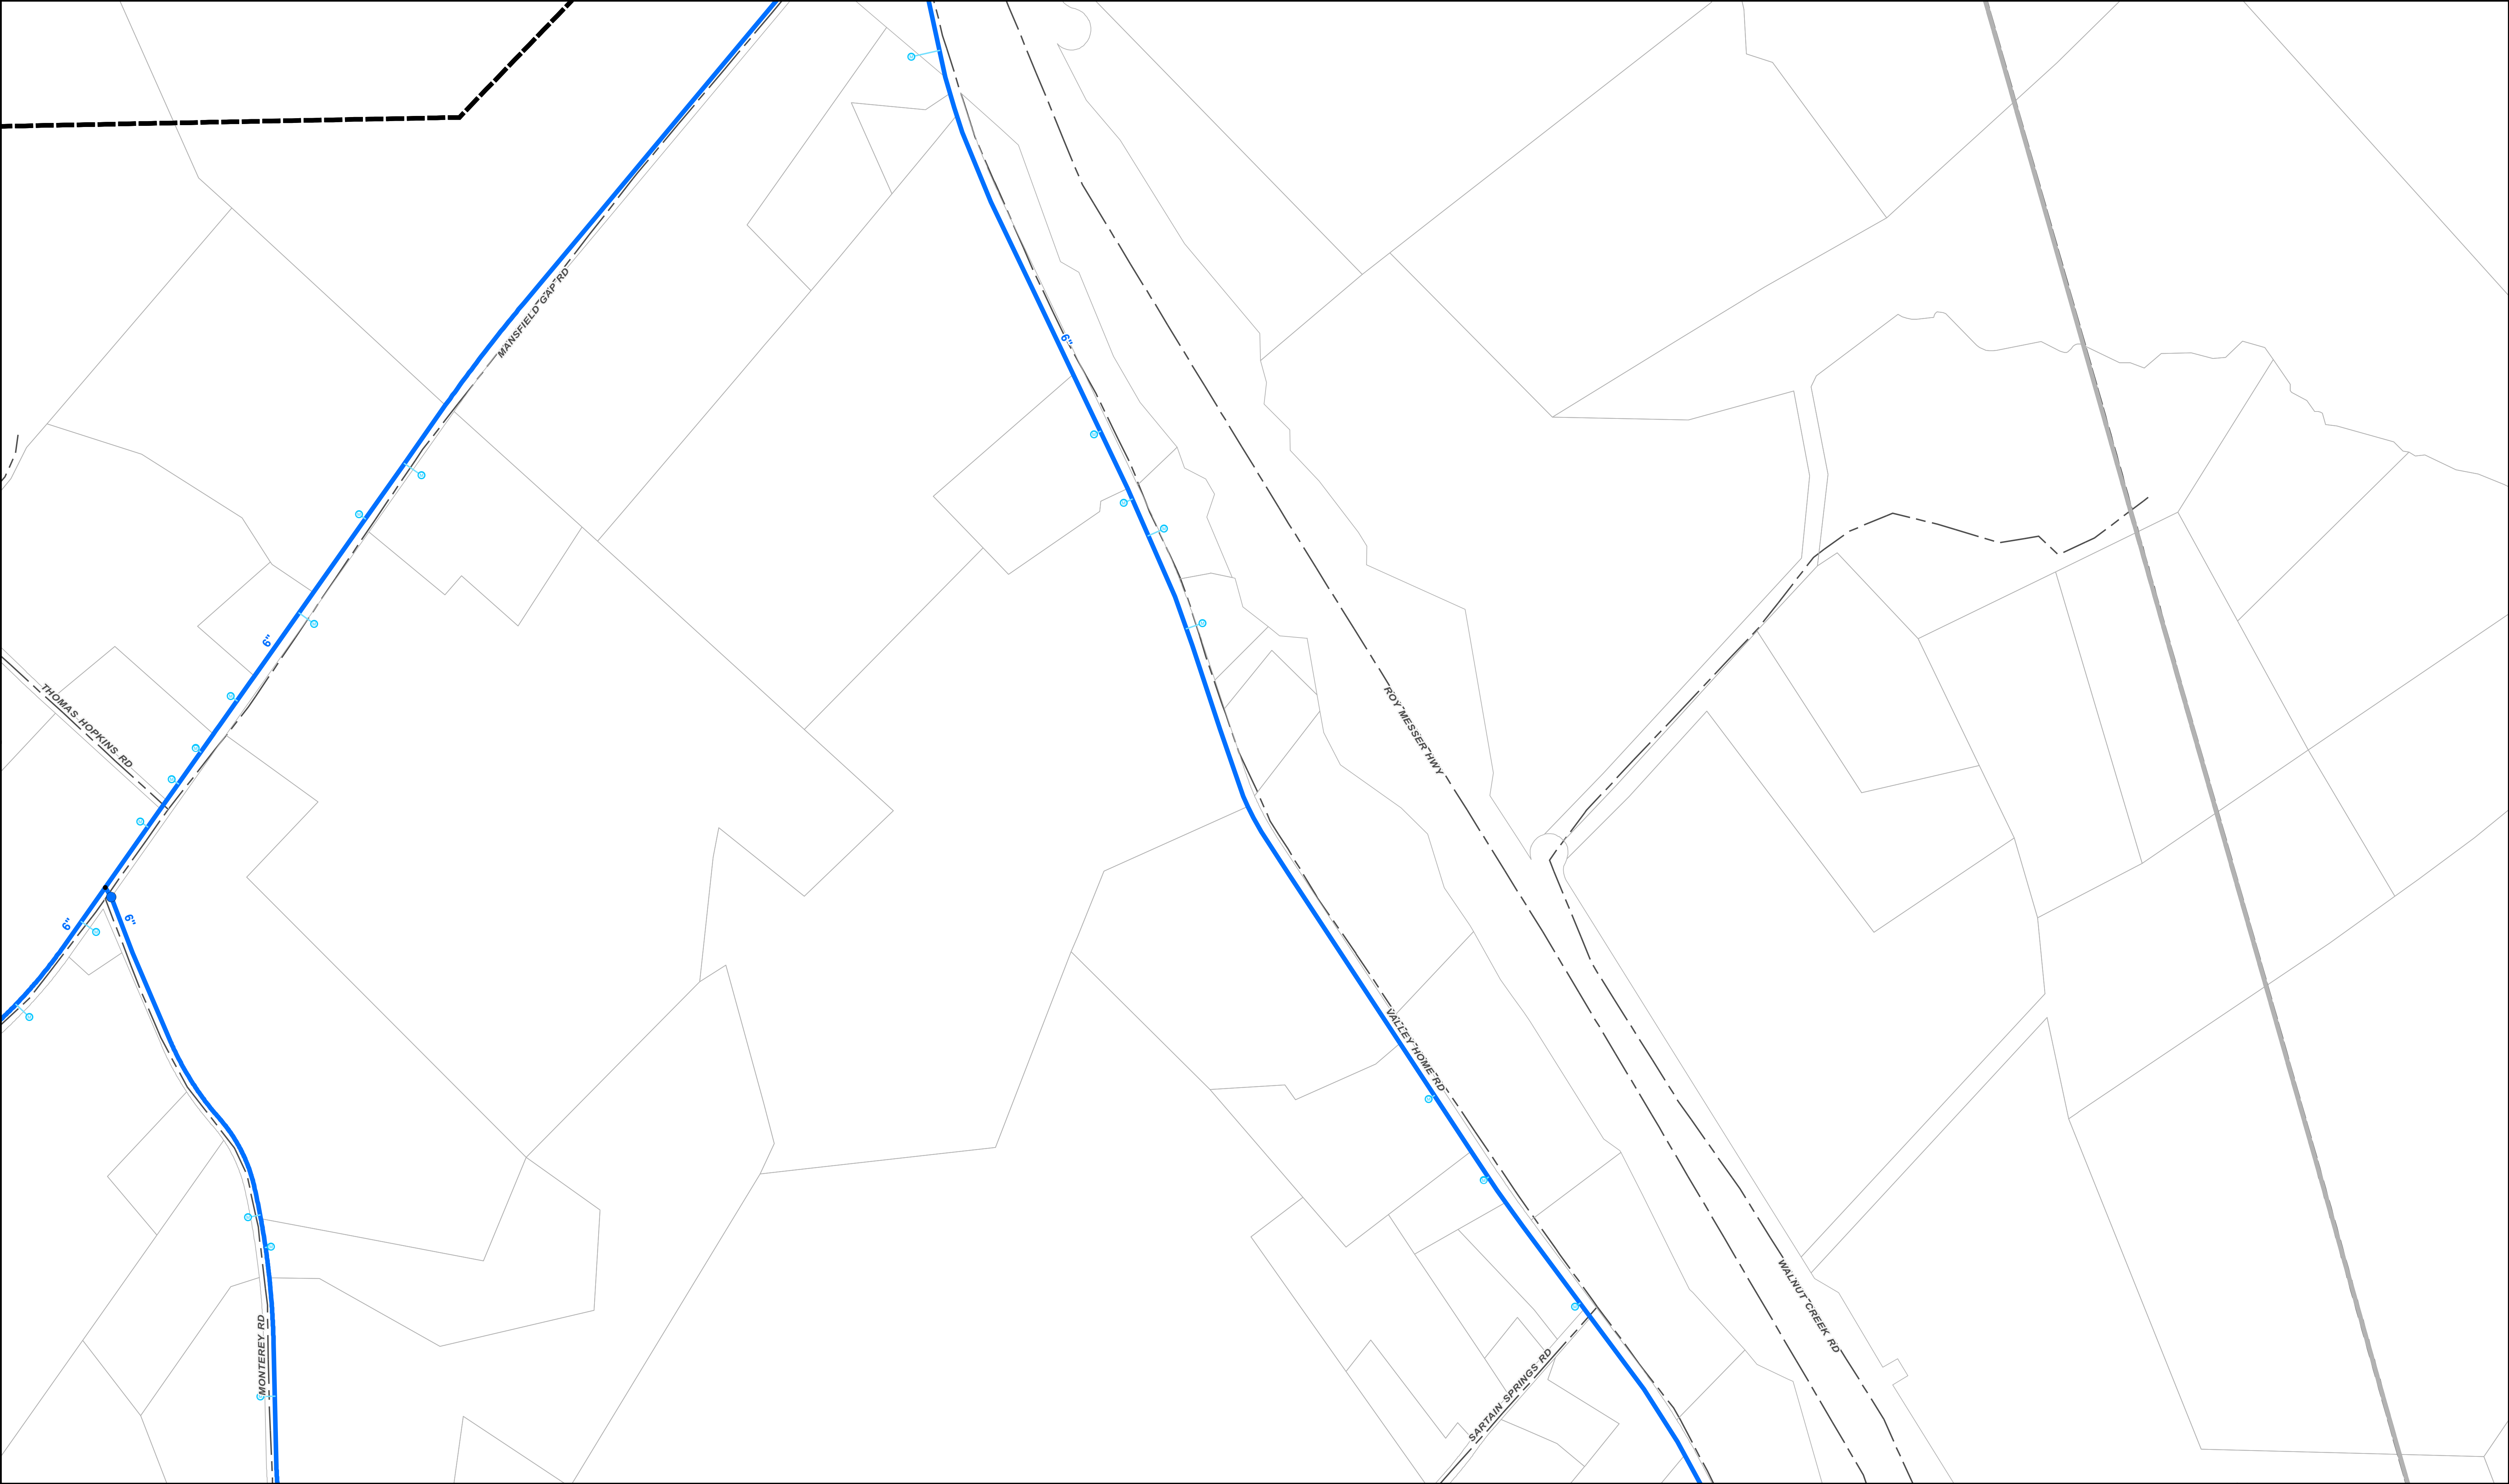 MANSFIELD GAP RD
6"
6"
THOMAS HOPKINS RD
ROY MESSER HWY
6"
6"
VALLEY HOME RD
WALNUT CREEK RD
MONTEREY RD
SARTAIN SPRINGS RD